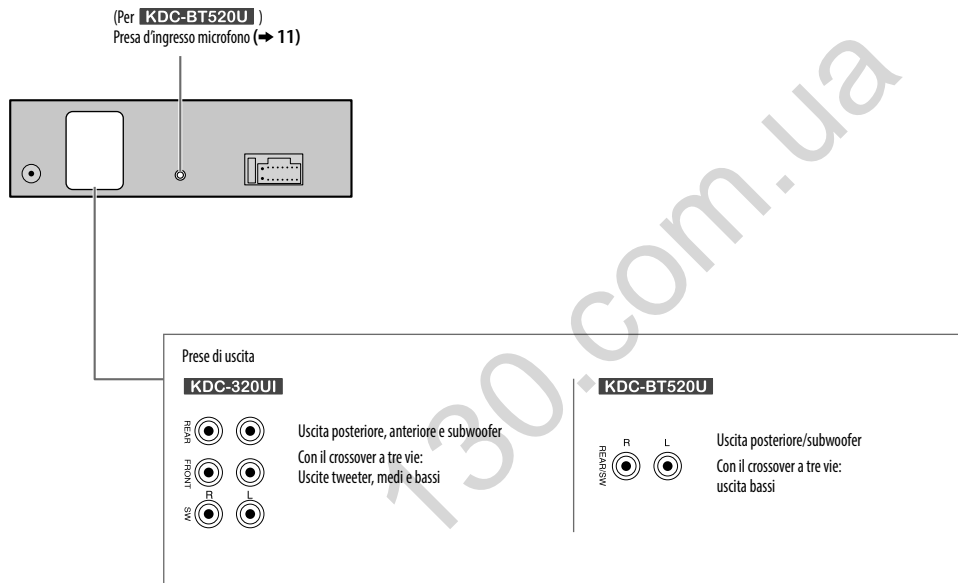 (Per KDC-BT520U )
Presa d'ingresso microfono (➜ 11)
Prese di uscita
KDC-320UI
REAR
FRONT
R L
SW
Uscita posteriore, anteriore e subwoofer
Con il crossover a tre vie:
Uscite tweeter, medi e bassi
KDC-BT520U
R L
REAR/SW
Uscita posteriore/subwoofer
Con il crossover a tre vie:
uscita bassi
130.com.ua